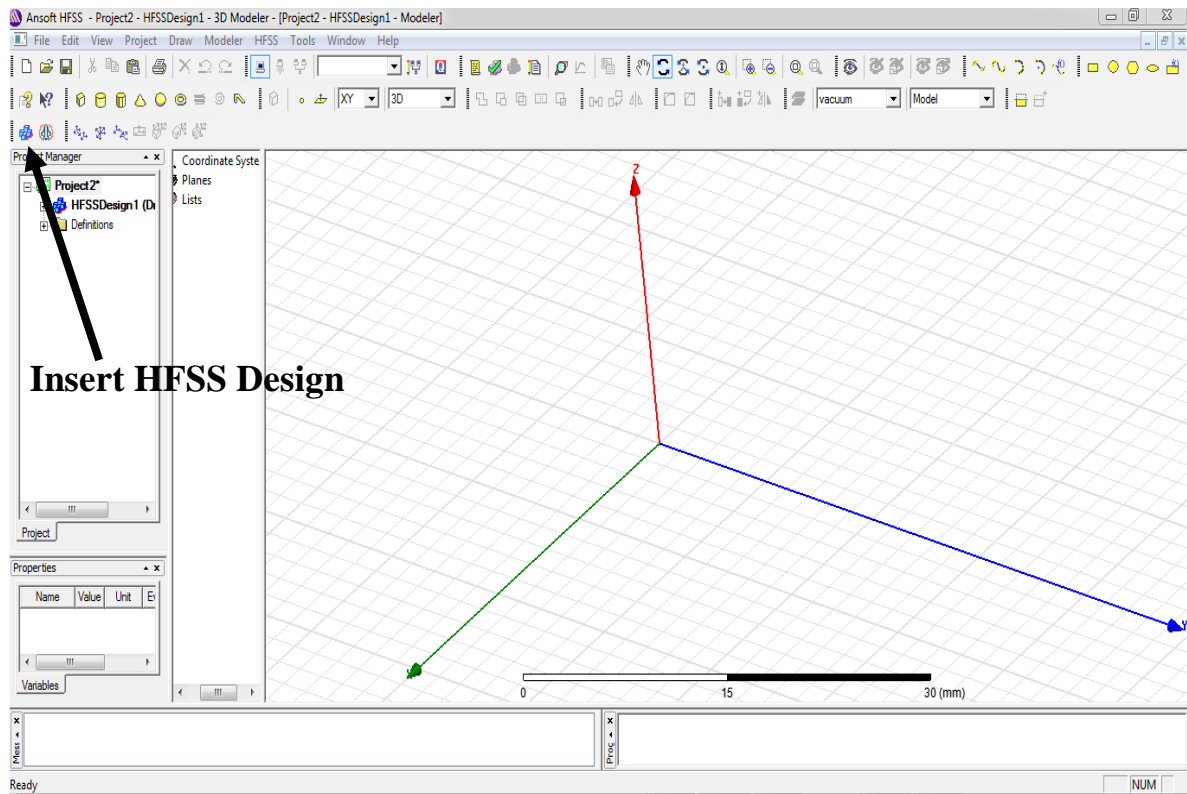 Ansoft HFSS - Project2 - HFSSDesign1 - 3D Modeler - [Project2 - HFSSDesign1 - Modeler]
File Edit View Project Draw Modeler HFSS Tools Window Help
XY 3D vacuum Model
Manager
Project2*
HFSSDesign1
Definitions
Coordinate Syste
Planes
Lists
Z
Insert HFSS Design
Project
Properties
Name Value Unit
Variables
Y
0 15 30 (mm)
Proc
Ready NUM